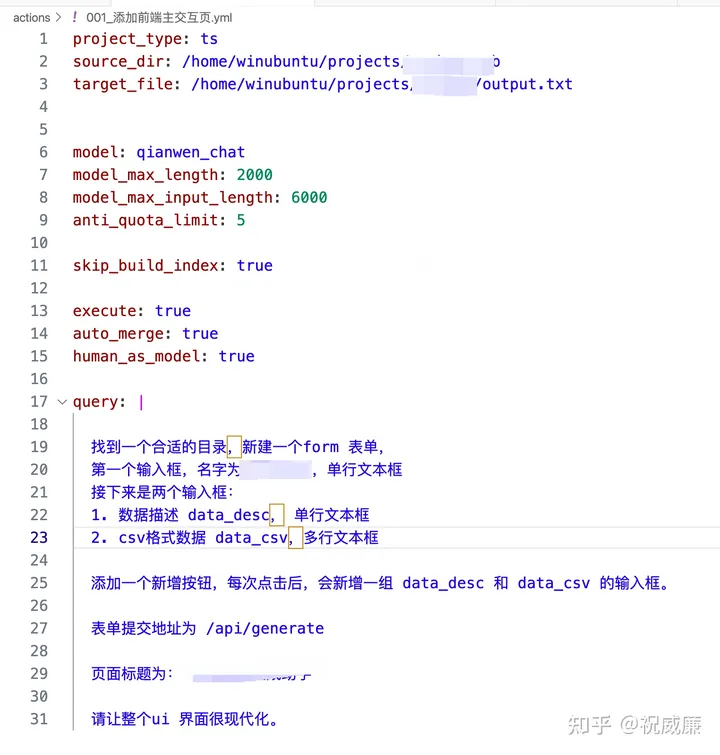 actions > ! 001_添加前端主交互页.yml
1 project_type: ts
2 source_dir: /home/winubuntu/projects/
3 target_file: /home/winubuntu/projects/ /output.txt
4
5
6 model: qianwen_chat
7 model_max_length: 2000
8 model_max_input_length: 6000
9 anti_quota_limit: 5
10
11 skip_build_index: true
12
13 execute: true
14 auto_merge: true
15 human_as_model: true
16
17 query: |
18
19 找到一个合适的目录，新建一个form 表单，
20 第一个输入框，名字为 ，单行文本框
21 接下来是两个输入框：
22 1. 数据描述 data_desc， 单行文本框
23 2. csv格式数据 data_csv，多行文本框
24
25 添加一个新增按钮，每次点击后，会新增一组 data_desc 和 data_csv 的输入框。
26
27 表单提交地址为 /api/generate
28
29 页面标题为：
30
31 请让整个ui 界面很现代化。
知乎 @祝威廉